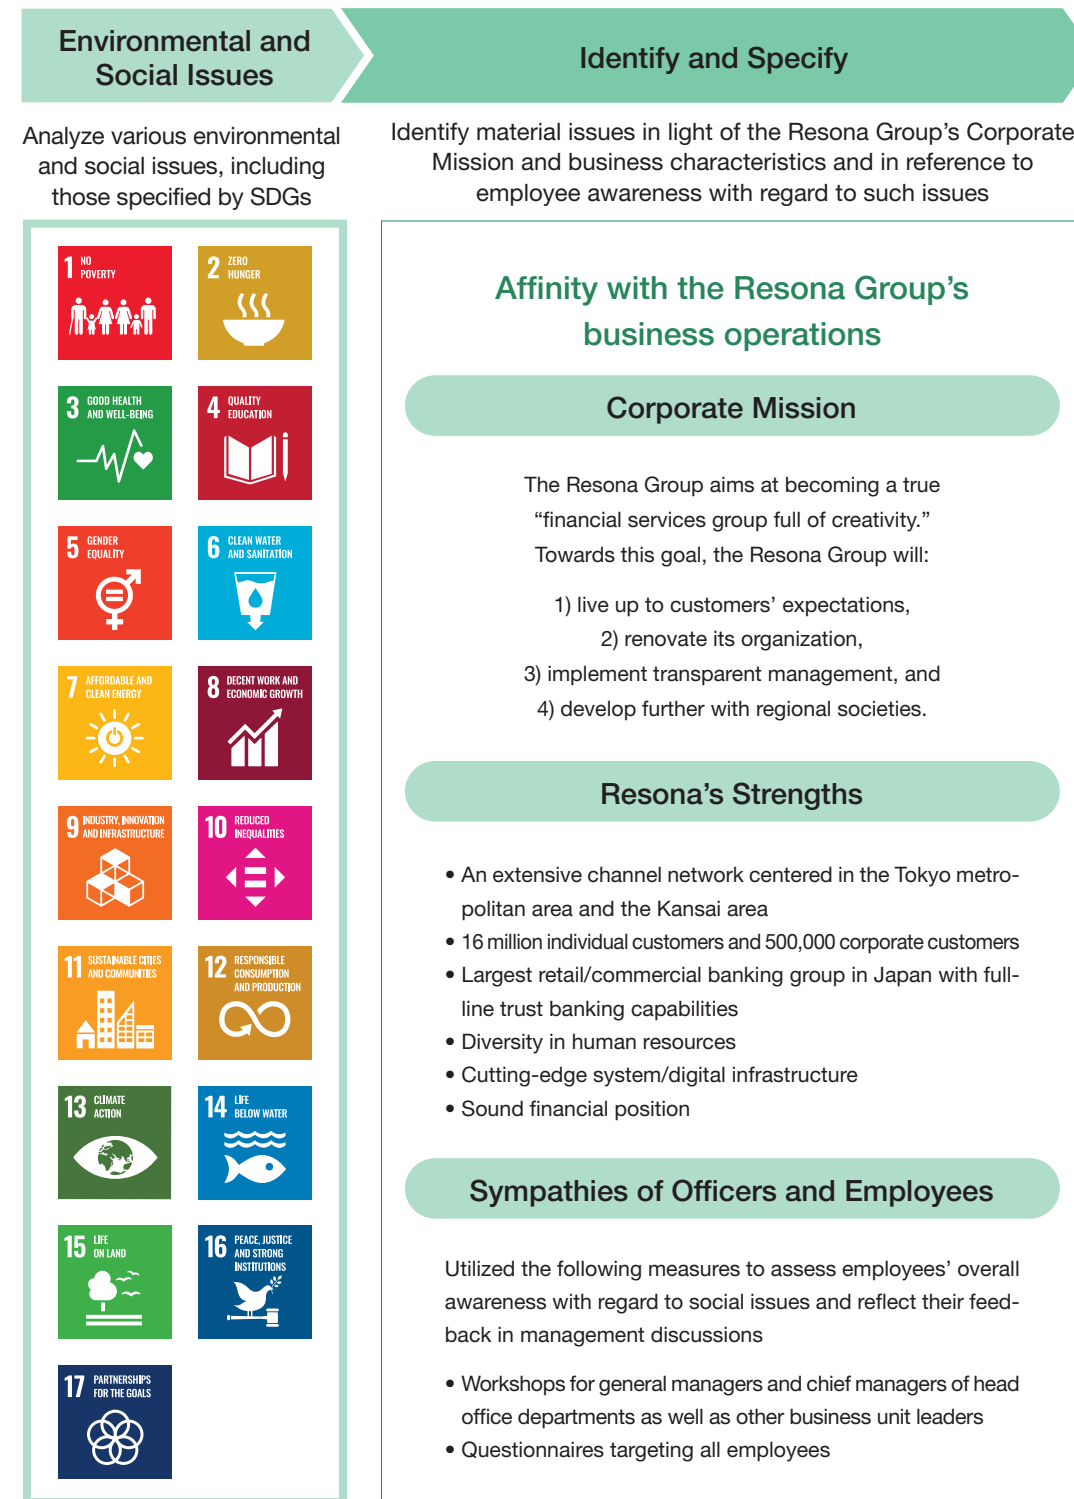 Environmental and
Social Issues
Identify and Specify
Analyze various environmental
and social issues, including
those specified by SDGs
Identify material issues in light of the Resona Group's Corporate
Mission and business characteristics and in reference to
employee awareness with regard to such issues
1 NO
POVERTY
2 ZERO
HUNGER
3 GOOD HEALTH
AND WELL-BEING
4 QUALITY
EDUCATION
5 GENDER
EQUALITY
6 CLEAN WATER
AND SANITATION
7 AFFORDABLE AND
CLEAN ENERGY
8 DECENT WORK AND
ECONOMIC GROWTH
9 INDUSTRY, INNOVATION
AND INFRASTRUCTURE
10 REDUCED
INEQUALITIES
11 SUSTAINABLE CITIES
AND COMMUNITIES
12 RESPONSIBLE
CONSUMPTION
AND PRODUCTION
13 CLIMATE
ACTION
14 LIFE
BELOW WATER
15 LIFE
ON LAND
16 PEACE, JUSTICE
AND STRONG
INSTITUTIONS
17 PARTNERSHIPS
FOR THE GOALS
Affinity with the Resona Group's
business operations
Corporate Mission
The Resona Group aims at becoming a true
“financial services group full of creativity.”
Towards this goal, the Resona Group will:
1) live up to customers’ expectations,
2) renovate its organization,
3) implement transparent management, and
4) develop further with regional societies.
Resona’s Strengths
• An extensive channel network centered in the Tokyo metro-
politan area and the Kansai area
• 16 million individual customers and 500,000 corporate customers
• Largest retail/commercial banking group in Japan with full-
line trust banking capabilities
• Diversity in human resources
• Cutting-edge system/digital infrastructure
• Sound financial position
Sympathies of Officers and Employees
Utilized the following measures to assess employees’ overall
awareness with regard to social issues and reflect their feed-
back in management discussions
• Workshops for general managers and chief managers of head
office departments as well as other business unit leaders
• Questionnaires targeting all employees